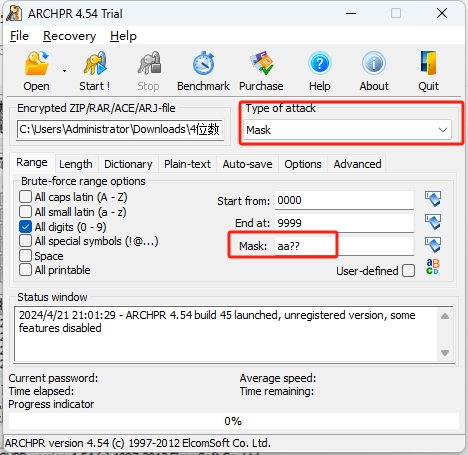 ARCHPR 4.54 Trial
File Recovery Help
Open Start ! Stop Benchmark Purchase Help About Quit
Encrypted ZIP/RAR/ACE/ARJ-file Type of attack
C:\Users\Administrator\Downloads\4位数 Mask
Range Length Dictionary Plain-text Auto-save Options Advanced
Brute-force range options
All caps latin (A - Z) Start from: 0000
All small latin (a - z)
All digits (0 - 9) End at: 9999
All special symbols (!@...) Mask: aa??
Space
All printable User-defined
Status window
2024/4/21 21:01:29 - ARCHPR 4.54 build 45 launched, unregistered version, some
features disabled
Current password: Average speed:
Time elapsed: Time remaining:
Progress indicator
0%
ARCHPR version 4.54 (c) 1997-2012 ElcomSoft Co. Ltd.